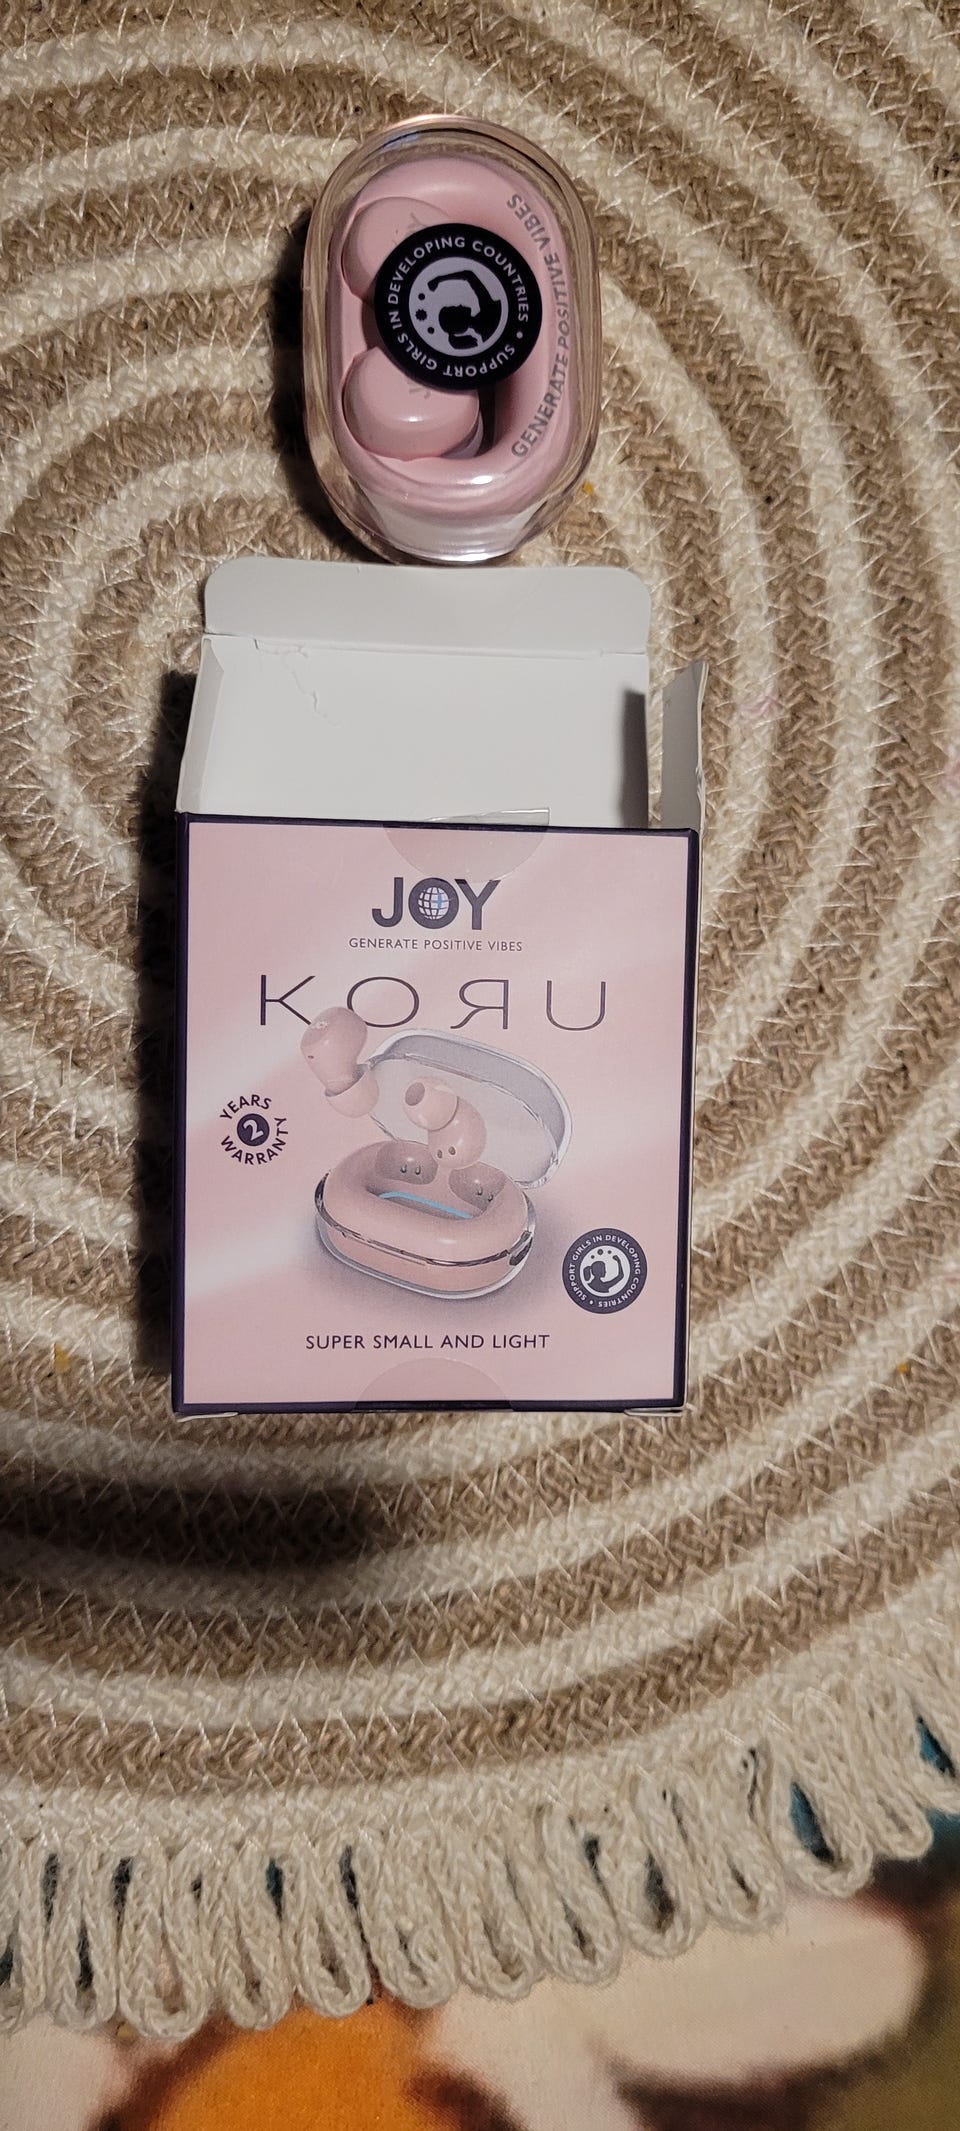 SUPPORT GIRLS IN DEVELOPING COUNTRIES •
GENERATE POSITIVE VIBES
JOY
GENERATE POSITIVE VIBES
KOЯU
YEARS
2
WARRANTY
SUPPORT GIRLS IN DEVELOPING COUNTRIES •
SUPER SMALL AND LIGHT